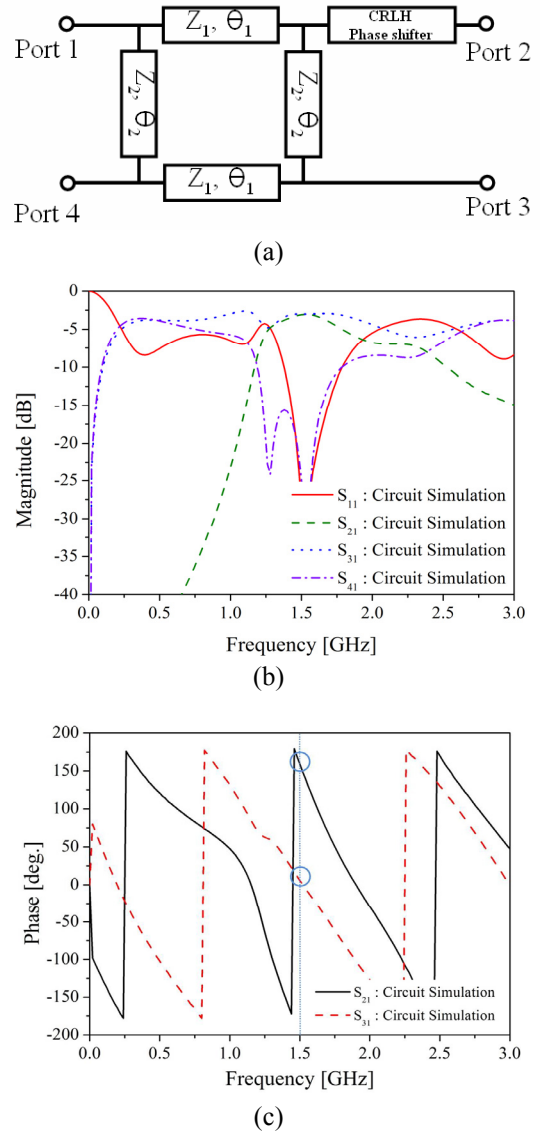 Z1, Θ1
CRLH
Phase shifter
Port 1
Port 2
Z2, Θ2
Z2, Θ2
Z1, Θ1
Port 4
Port 3
(a)
0
-5
-10
-15
-20
-25
-30
-35
-40
Magnitude [dB]
S11 : Circuit Simulation
S21 : Circuit Simulation
S31 : Circuit Simulation
S41 : Circuit Simulation
0.0 0.5 1.0 1.5 2.0 2.5 3.0
Frequency [GHz]
(b)
200
150
100
50
0
-50
-100
-150
-200
Phase [deg.]
S21 : Circuit Simulation
S31 : Circuit Simulation
0.0 0.5 1.0 1.5 2.0 2.5 3.0
Frequency [GHz]
(c)